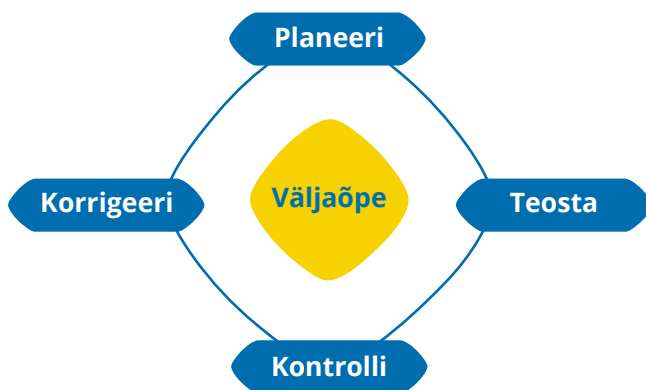 Planeeri
Korrigeeri
Väljaõpe
Teosta
Kontrolli